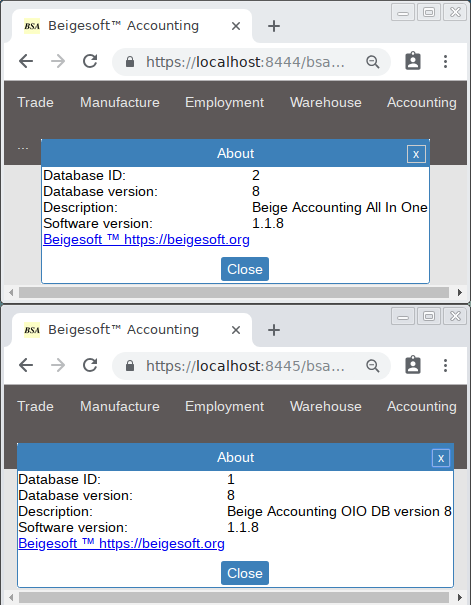 BSA Beigesoft™ Accounting
https://localhost:8444/bsa...
Trade Manufacture Employment Warehouse Accounting
...
About x
Database ID: 2
Database version: 8
Description: Beige Accounting All In One
Software version: 1.1.8
Beigesoft ™ https://beigesoft.org
Close
BSA Beigesoft™ Accounting
https://localhost:8445/bsa...
Trade Manufacture Employment Warehouse Accounting
About x
Database ID: 1
Database version: 8
Description: Beige Accounting OIO DB version 8
Software version: 1.1.8
Beigesoft ™ https://beigesoft.org
Close